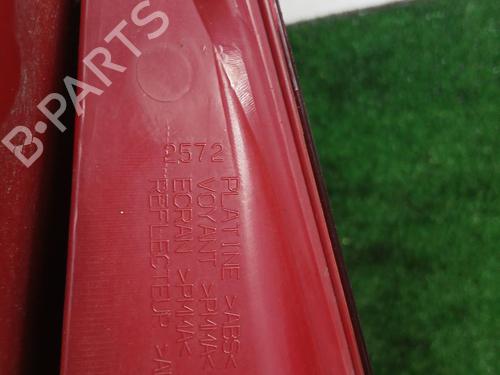 B-PARTS
2572
PLATINE >ABS<
VOYANT >PMMA<
ECRAN >PMMA<
REFLECTEUR